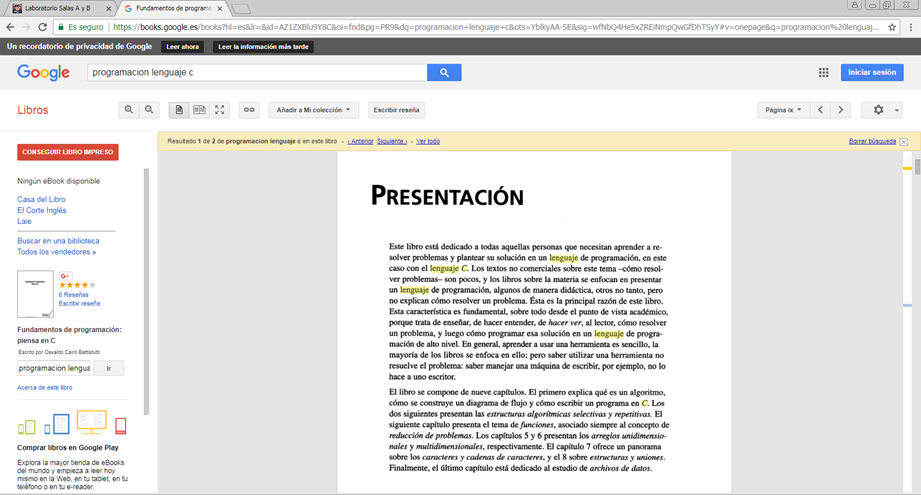 Laboratorio Salas A y B
Fundamentos de programa
Es seguro
https://books.google.es/books?hl=es&lr=&id=AZ1ZXBlu9Y8C&oi=fnd&pg=PR9&dq=programacion+lenguaje+c&ots=YblkyAA-5E&sig=wfNbQ4He5xZREiNmpQwGfDhTSyY#v=onepage&q=programacion%20lenguaj...
Un recordatorio de privacidad de Google
Leer ahora
Leer la información más tarde
Google
programacion lenguaje c
Iniciar sesión
Libros
Añadir a Mi colección
Escribir reseña
Página ix
Resultado 1 de 2 de programacion lenguaje c en este libro - ‹ Anterior Siguiente › - Ver todo
Borrar búsqueda
CONSEGUIR LIBRO IMPRESO
Ningún eBook disponible
Casa del Libro
El Corte Inglés
Laie
Buscar en una biblioteca
Todos los vendedores »
G+
6 Reseñas
Escribir reseña
Fundamentos de programación:
piensa en C
Escrito por Osvaldo Cairó Battistutti
programacion lengua
Ir
Acerca de este libro
Comprar libros en Google Play
Explora la mayor tienda de eBooks
del mundo y empieza a leer hoy
mismo en la Web, en tu tablet, en tu
teléfono o en tu e-reader.
PRESENTACIÓN
Este libro está dedicado a todas aquellas personas que necesitan aprender a re-
solver problemas y plantear su solución en un lenguaje de programación, en este
caso con el lenguaje C. Los textos no comerciales sobre este tema –cómo resol-
ver problemas– son pocos, y los libros sobre la materia se enfocan en presentar
un lenguaje de programación, algunos de manera didáctica, otros no tanto, pero
no explican cómo resolver un problema. Ésta es la principal razón de este libro.
Esta característica es fundamental, sobre todo desde el punto de vista académico,
porque trata de enseñar, de hacer entender, de hacer ver, al lector, cómo resolver
un problema, y luego cómo programar esa solución en un lenguaje de progra-
mación de alto nivel. En general, aprender a usar una herramienta es sencillo, la
mayoría de los libros se enfoca en ello; pero saber utilizar una herramienta no
resuelve el problema: saber manejar una máquina de escribir, por ejemplo, no lo
hace a uno escritor.
El libro se compone de nueve capítulos. El primero explica qué es un algoritmo,
cómo se construye un diagrama de flujo y cómo escribir un programa en C. Los
dos siguientes presentan las estructuras algorítmicas selectivas y repetitivas. El
siguiente capítulo presenta el tema de funciones, asociado siempre al concepto de
reducción de problemas. Los capítulos 5 y 6 presentan los arreglos unidimensio-
nales y multidimensionales, respectivamente. El capítulo 7 ofrece un panorama
sobre los caracteres y cadenas de caracteres, y el 8 sobre estructuras y uniones.
Finalmente, el último capítulo está dedicado al estudio de archivos de datos.